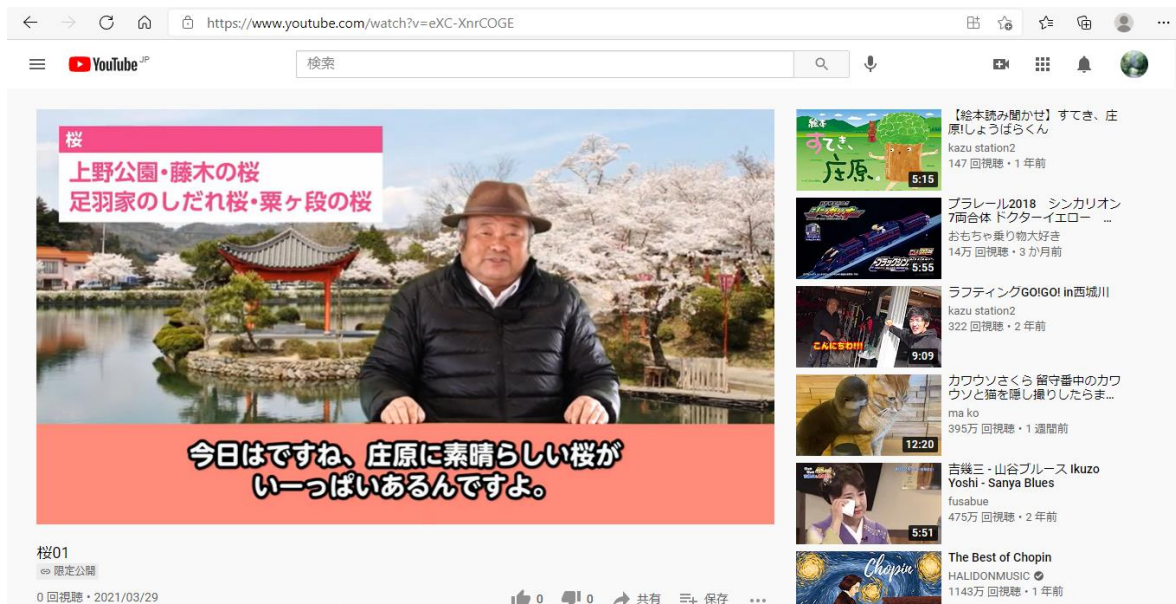 https://www.youtube.com/watch?v=eXC-XnrCOGE
YouTube JP
検索
桜
上野公園・藤木の桜
足羽家のしだれ桜・粟ヶ段の桜
今日はですね、庄原に素晴らしい桜が
いーっぱいあるんですよ。
桜01
限定公開
0 回視聴・2021/03/29
0
0
共有
保存
絵本
すてき、
庄原。
5:15
【絵本読み聞かせ】すてき、庄
原!しょうばらくん
kazu station2
147 回視聴・1 年前
5:55
プラレール2018 シンカリオン
7両合体 ドクターイエロー ...
おもちゃ乗り物大好き
14万 回視聴・3 か月前
こんにちわ!!!
9:09
ラフティングGO!GO! in西城川
kazu station2
322 回視聴・2 年前
12:20
カワウソさくら 留守番中のカワ
ウソと猫を隠し撮りしたらま...
ma ko
395万 回視聴・1 週間前
5:51
吉幾三 - 山谷ブルース Ikuzo
Yoshi - Sanya Blues
fusabue
475万 回視聴・2 年前
Chopin
The Best of Chopin
HALIDONMUSIC
1143万 回視聴・1 年前